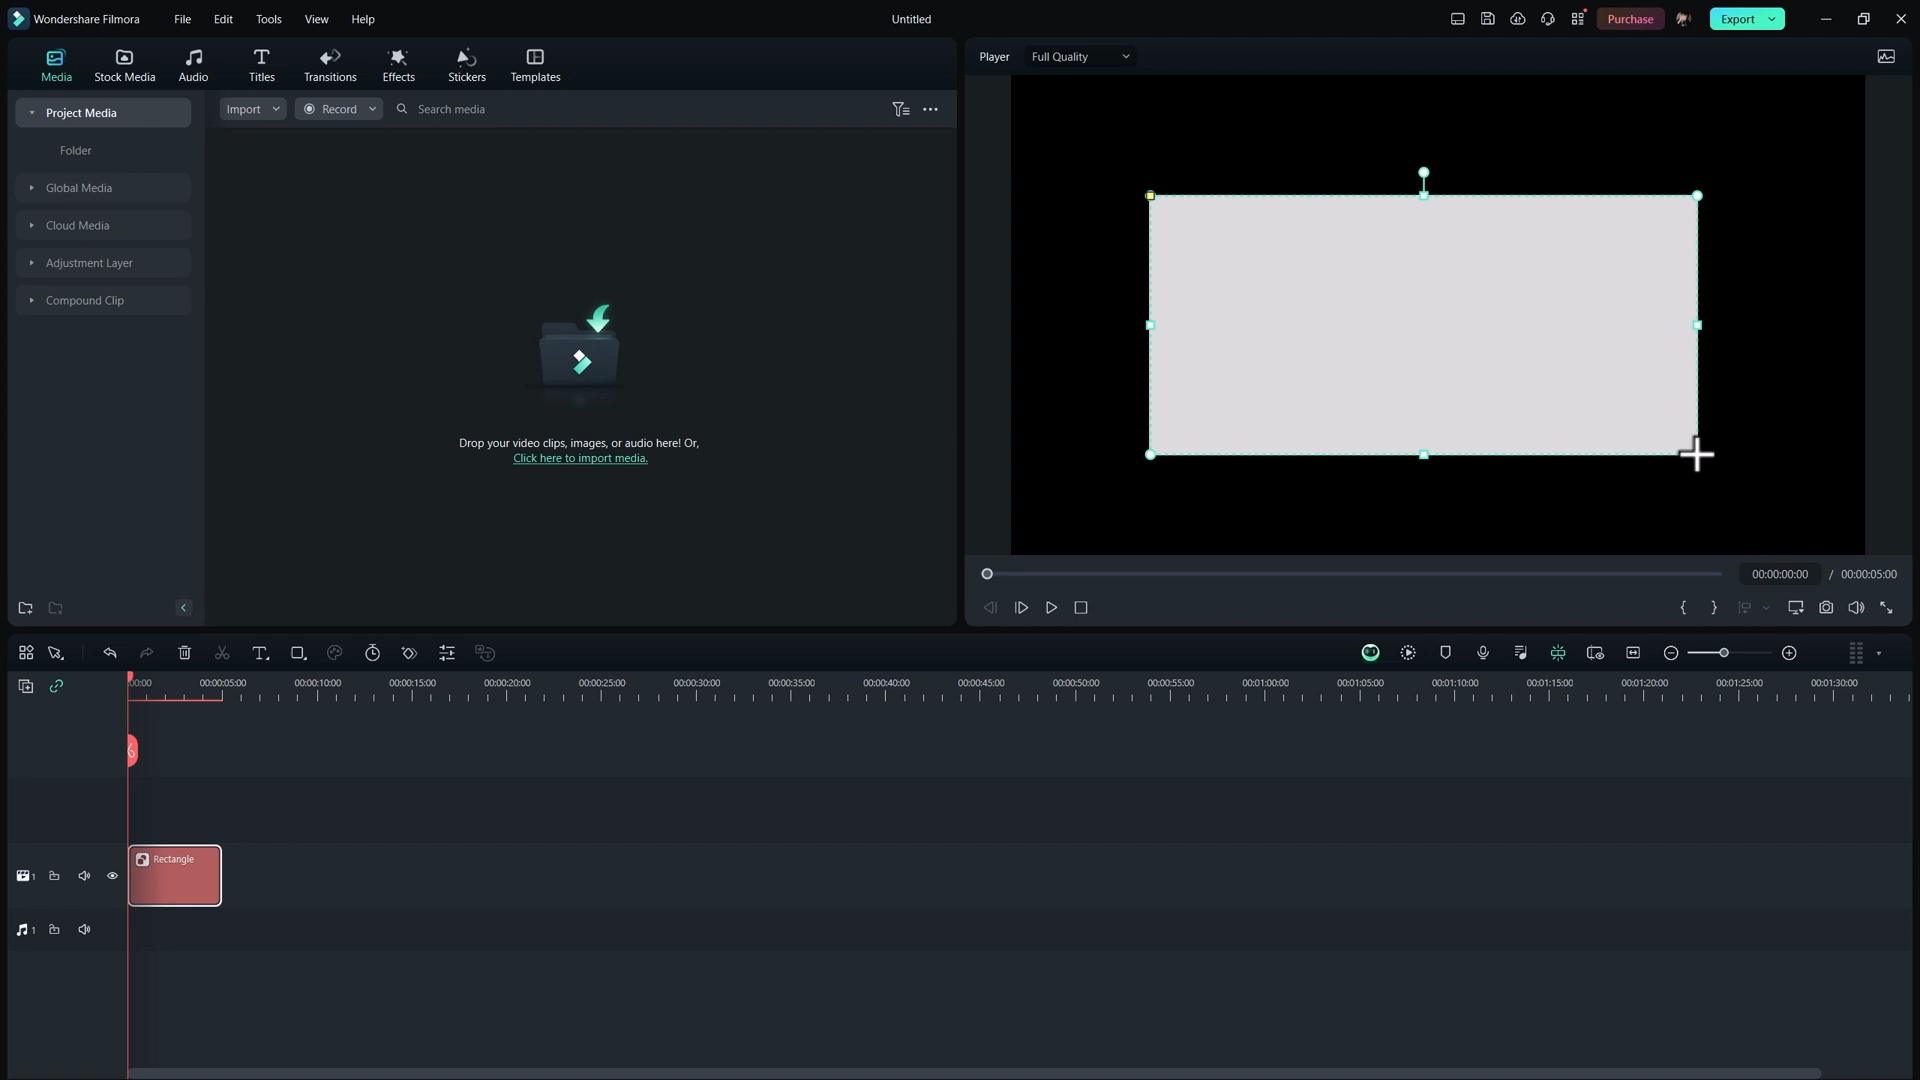 Wondershare Filmora File Edit Tools View Help Untitled Purchase Export
Media Stock Media Audio Titles Transitions Effects Stickers Templates
Player Full Quality
Project Media
Import Record Search media
Folder
Global Media
Cloud Media
Adjustment Layer
Compound Clip
Drop your video clips, images, or audio here! Or,
Click here to import media.
00:00:00:00 / 00:00:05:00
:00:00 00:00:05:00 00:00:10:00 00:00:15:00 00:00:20:00 00:00:25:00 00:00:30:00 00:00:35:00 00:00:40:00 00:00:45:00 00:00:50:00 00:00:55:00 00:01:00:00 00:01:05:00 00:01:10:00 00:01:15:00 00:01:20:00 00:01:25:00 00:01:30:00
Rectangle
1
1